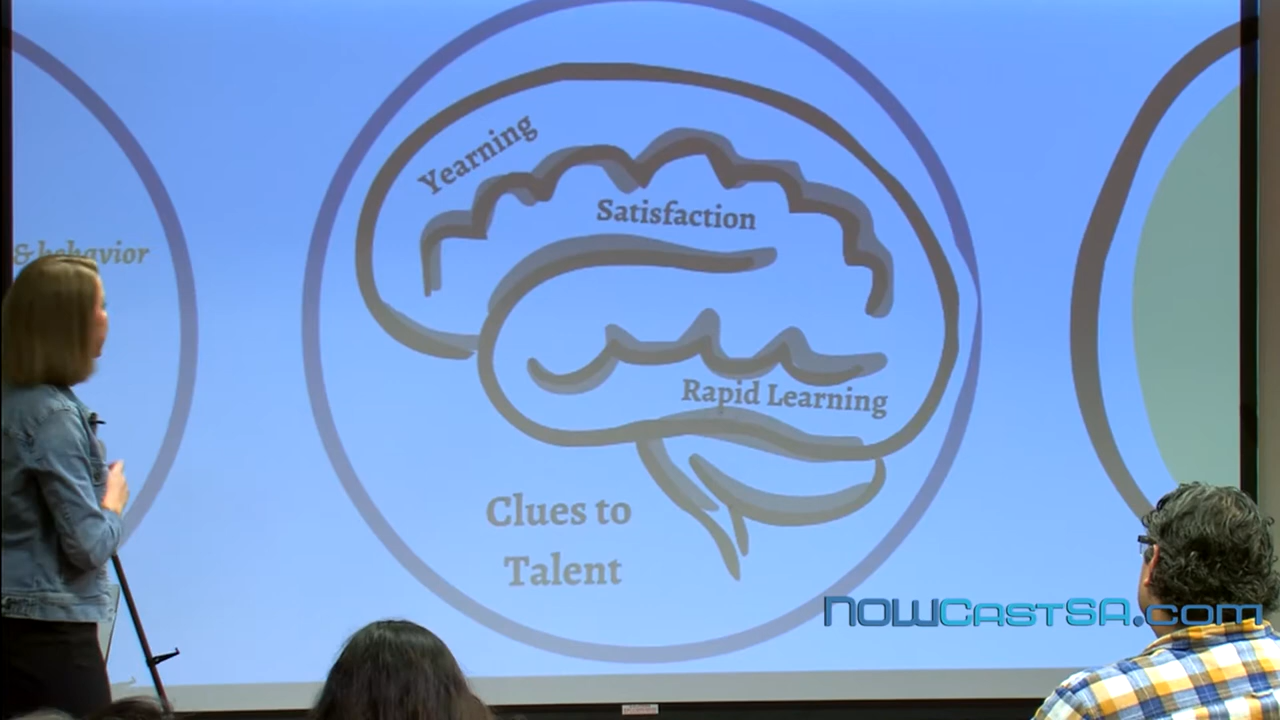 Yearning
Satisfaction
& behavior
Rapid Learning
Clues to
Talent
NOWCastSA.com